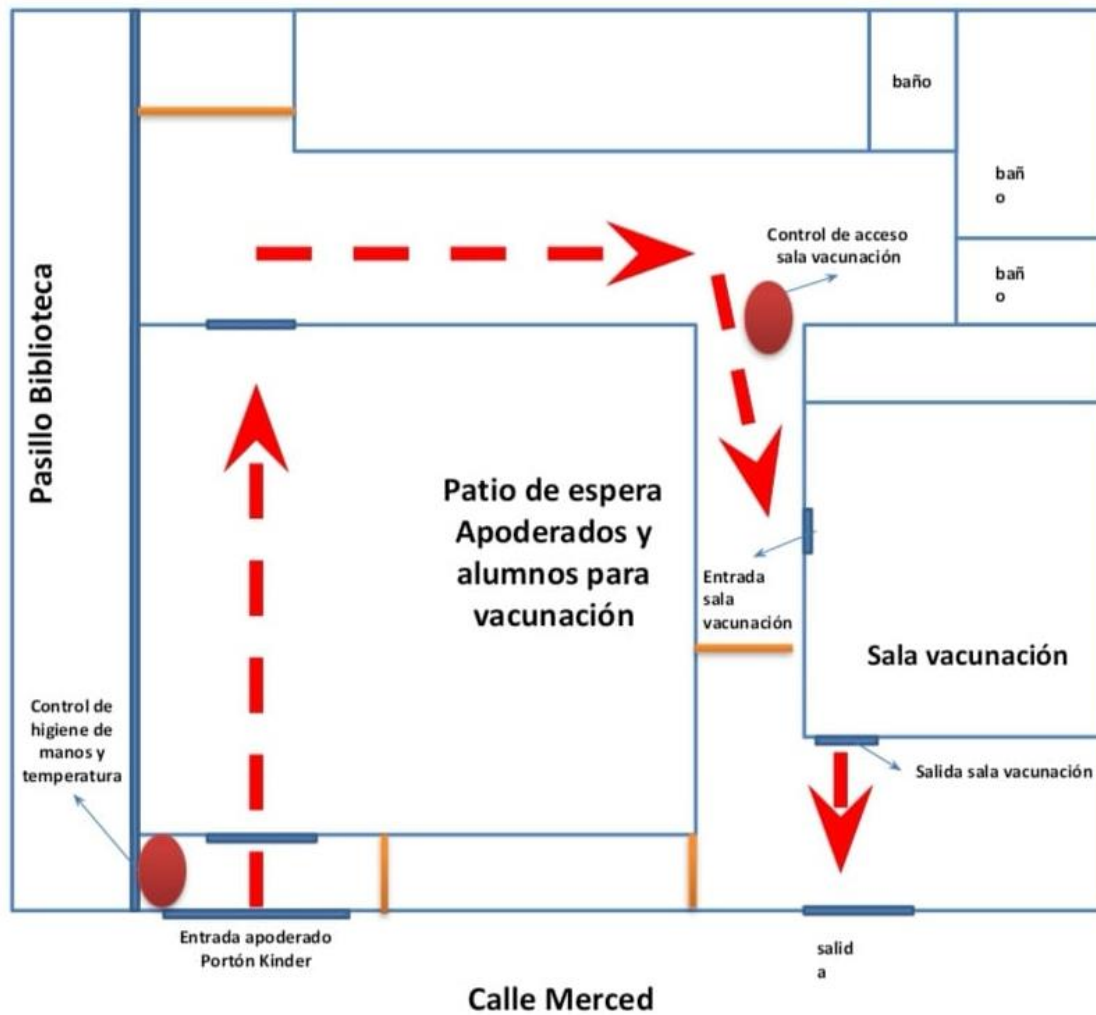 baño
bañ
o
Control de acceso
sala vacunación
bañ
o
Pasillo Biblioteca
Patio de espera
Apoderados y
alumnos para
vacunación
Entrada
sala
vacunación
Sala vacunación
Control de
higiene de
manos y
temperatura
Salida sala vacunación
Entrada apoderado
Portón Kinder
salid
a
Calle Merced